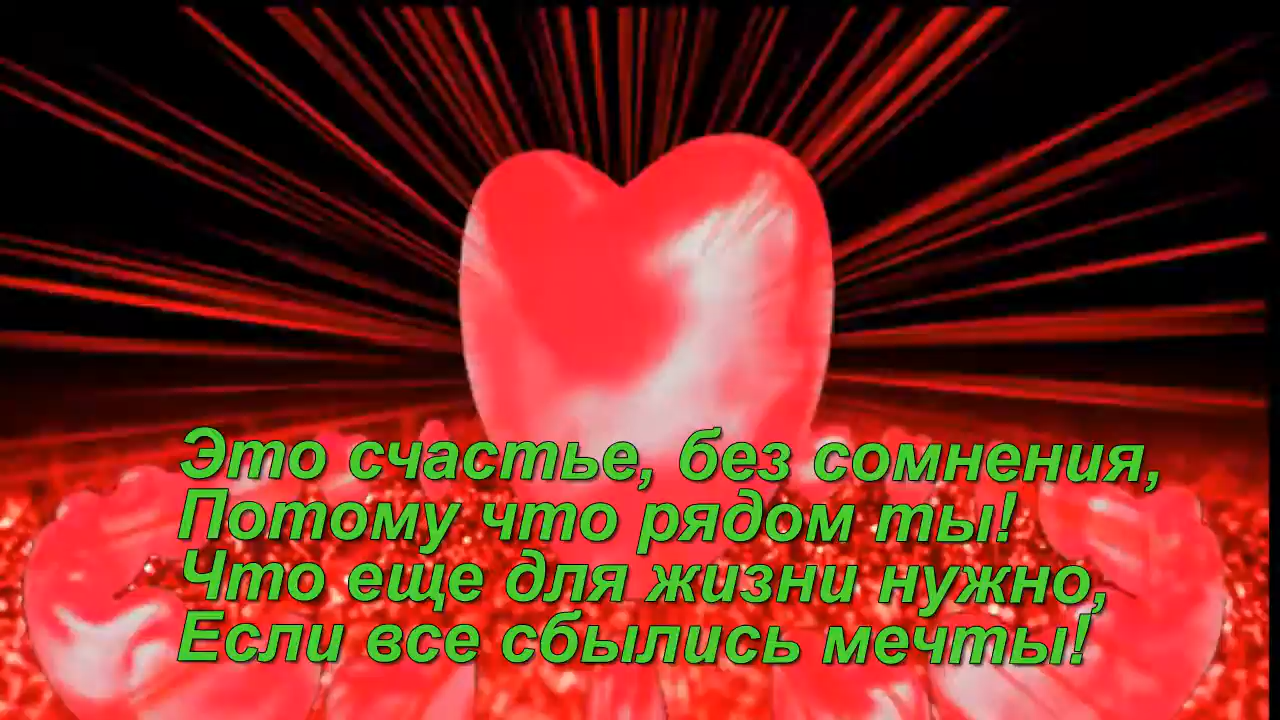 Это счастье, без сомнения,
Потому что рядом ты!
Что еще для жизни нужно,
Если все сбылись мечты!